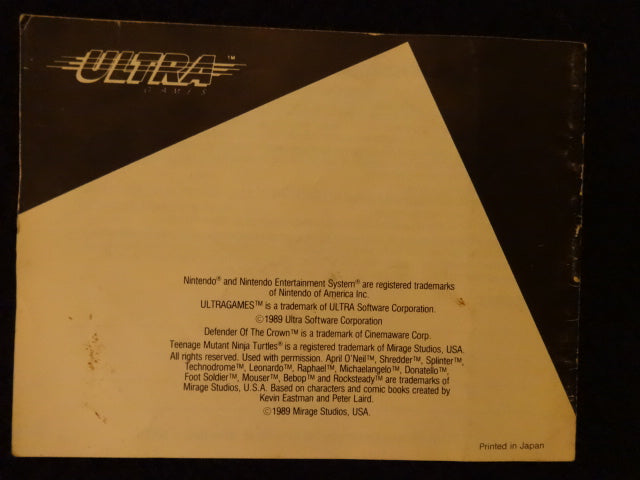 ULTRA™
GAMES
Nintendo® and Nintendo Entertainment System® are registered trademarks
of Nintendo of America Inc.
ULTRAGAMES™ is a trademark of ULTRA Software Corporation.
©1989 Ultra Software Corporation
Defender Of The Crown™ is a trademark of Cinemaware Corp.
Teenage Mutant Ninja Turtles® is a registered trademark of Mirage Studios, USA.
All rights reserved. Used with permission. April O'Neil™, Shredder™, Splinter™,
Technodrome™, Leonardo™, Raphael™, Michaelangelo™, Donatello™,
Foot Soldier™, Mouser™, Bebop™ and Rocksteady™ are trademarks of
Mirage Studios, U.S.A. Based on characters and comic books created by
Kevin Eastman and Peter Laird.
©1989 Mirage Studios, USA.
Printed in Japan